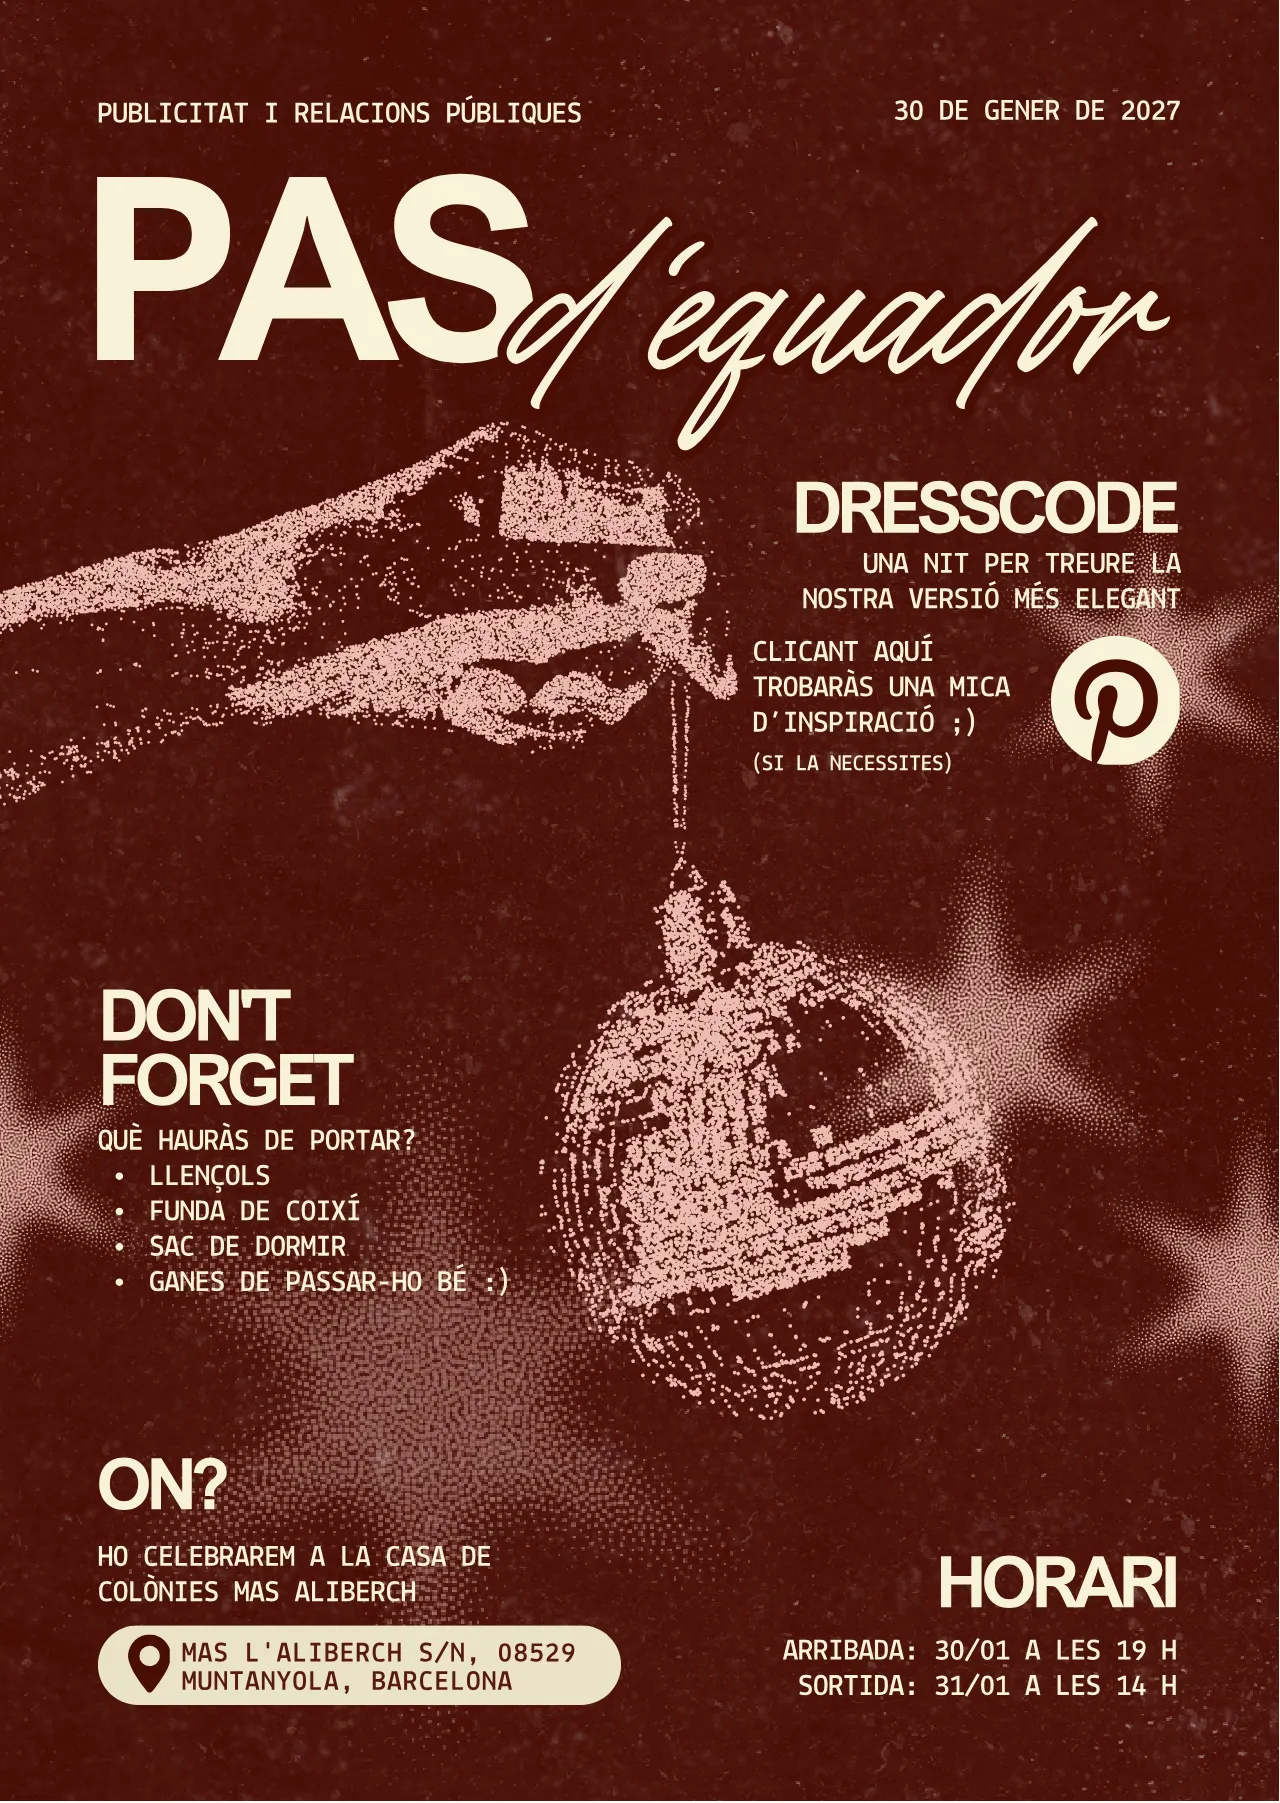 PUBLICITAT I RELACIONS PÚBLIQUES
30 DE GENER DE 2027
PAS d'equador
DRESSCODE
UNA NIT PER TREURE LA
NOSTRA VERSIÓ MÉS ELEGANT
CLICANT AQUÍ
TROBARÀS UNA MICA
D'INSPIRACIÓ ;)
(SI LA NECESSITES)
DON'T
FORGET
QUÈ HAURÀS DE PORTAR?
• LLENÇOLS
• FUNDA DE COIXÍ
• SAC DE DORMIR
• GANES DE PASSAR-HO BÉ :)
ON?
HO CELEBRAREM A LA CASA DE
COLÒNIES MAS ALIBERCH
MAS L'ALIBERCH S/N, 08529
MUNTANYOLA, BARCELONA
HORARI
ARRIBADA: 30/01 A LES 19 H
SORTIDA: 31/01 A LES 14 H